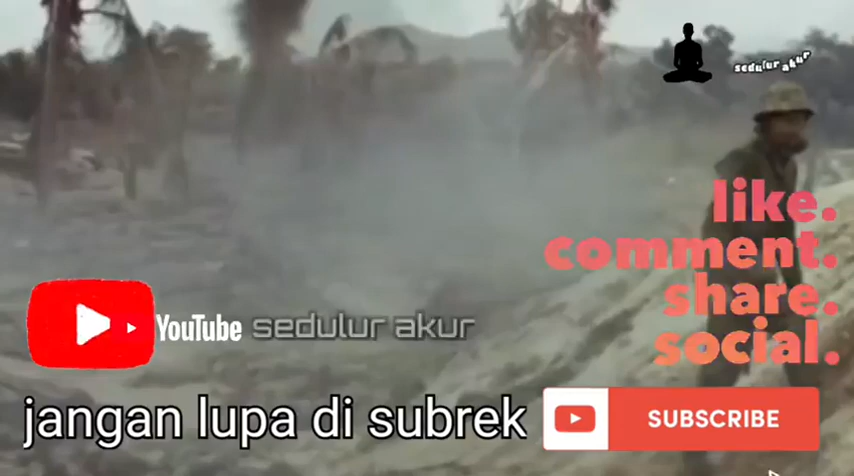 sedulur akur
like.
comment.
share.
social.
YouTube sedulur akur
jangan lupa di subrek
SUBSCRIBE